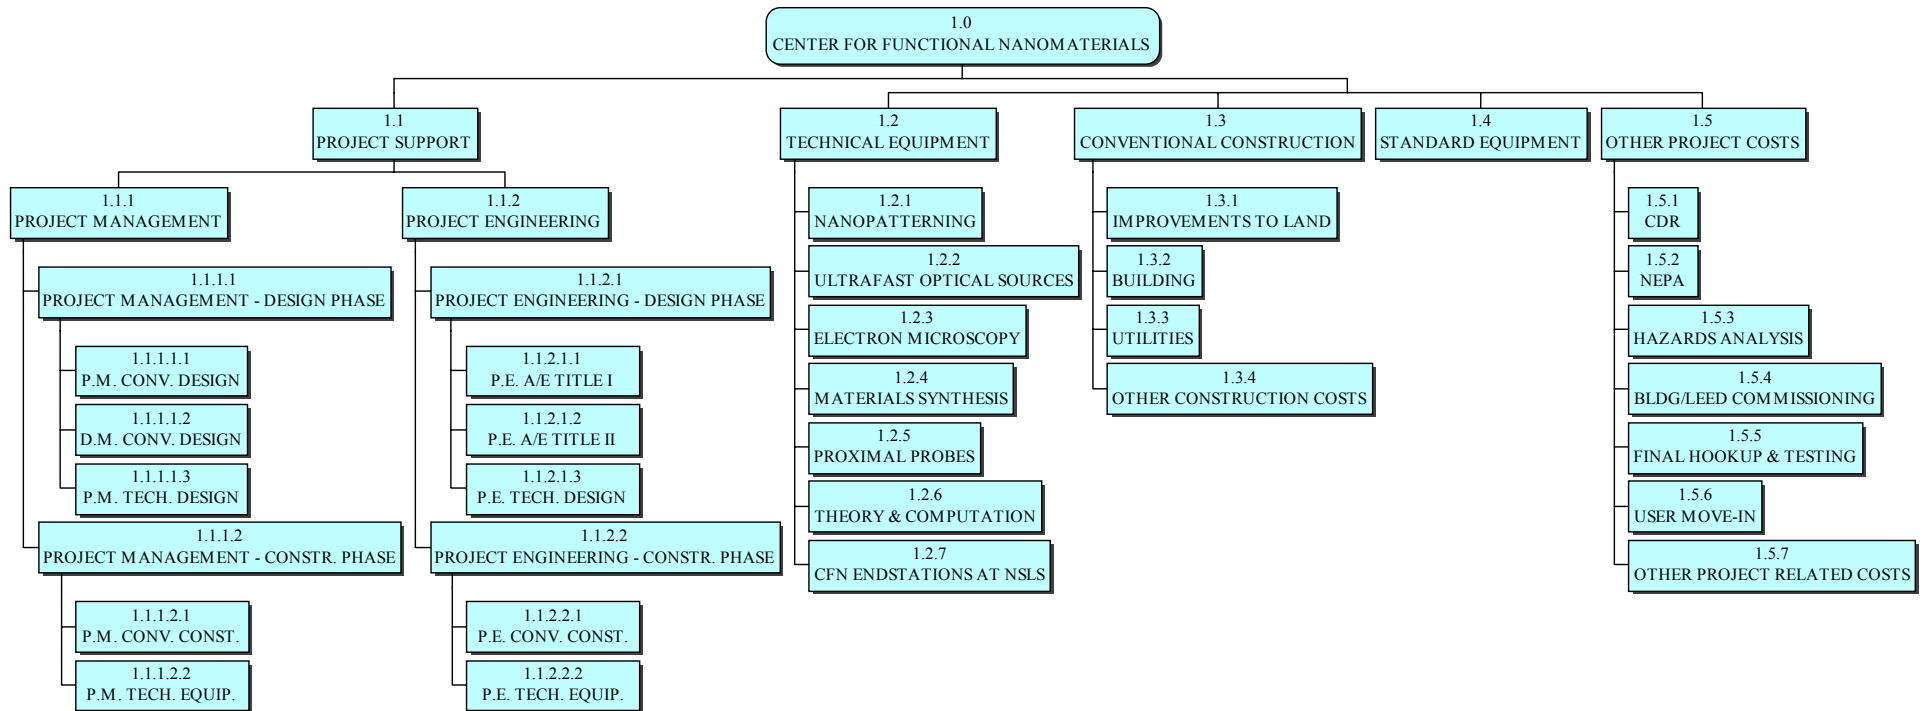 1.0
CENTER FOR FUNCTIONAL NANOMATERIALS
1.1
PROJECT SUPPORT
1.2
TECHNICAL EQUIPMENT
1.3
CONVENTIONAL CONSTRUCTION
1.4
STANDARD EQUIPMENT
1.5
OTHER PROJECT COSTS
1.1.1
PROJECT MANAGEMENT
1.1.1.1
PROJECT MANAGEMENT - DESIGN PHASE
1.1.1.1.1
P.M. CONV. DESIGN
1.1.1.1.2
D.M. CONV. DESIGN
1.1.1.1.3
P.M. TECH. DESIGN
1.1.1.2
PROJECT MANAGEMENT - CONSTR. PHASE
1.1.1.2.1
P.M. CONV. CONST.
1.1.1.2.2
P.M. TECH. EQUIP.
1.1.2
PROJECT ENGINEERING
1.1.2.1
PROJECT ENGINEERING - DESIGN PHASE
1.1.2.1.1
P.E. A/E TITLE I
1.1.2.1.2
P.E. A/E TITLE II
1.1.2.1.3
P.E. TECH. DESIGN
1.1.2.2
PROJECT ENGINEERING - CONSTR. PHASE
1.1.2.2.1
P.E. CONV. CONST.
1.1.2.2.2
P.E. TECH. EQUIP.
1.2.1
NANOPATTERNING
1.2.2
ULTRAFAST OPTICAL SOURCES
1.2.3
ELECTRON MICROSCOPY
1.2.4
MATERIALS SYNTHESIS
1.2.5
PROXIMAL PROBES
1.2.6
THEORY & COMPUTATION
1.2.7
CFN ENDSTATIONS AT NSLS
1.3.1
IMPROVEMENTS TO LAND
1.3.2
BUILDING
1.3.3
UTILITIES
1.3.4
OTHER CONSTRUCTION COSTS
1.5.1
CDR
1.5.2
NEPA
1.5.3
HAZARDS ANALYSIS
1.5.4
BLDG/LEED COMMISSIONING
1.5.5
FINAL HOOKUP & TESTING
1.5.6
USER MOVE-IN
1.5.7
OTHER PROJECT RELATED COSTS